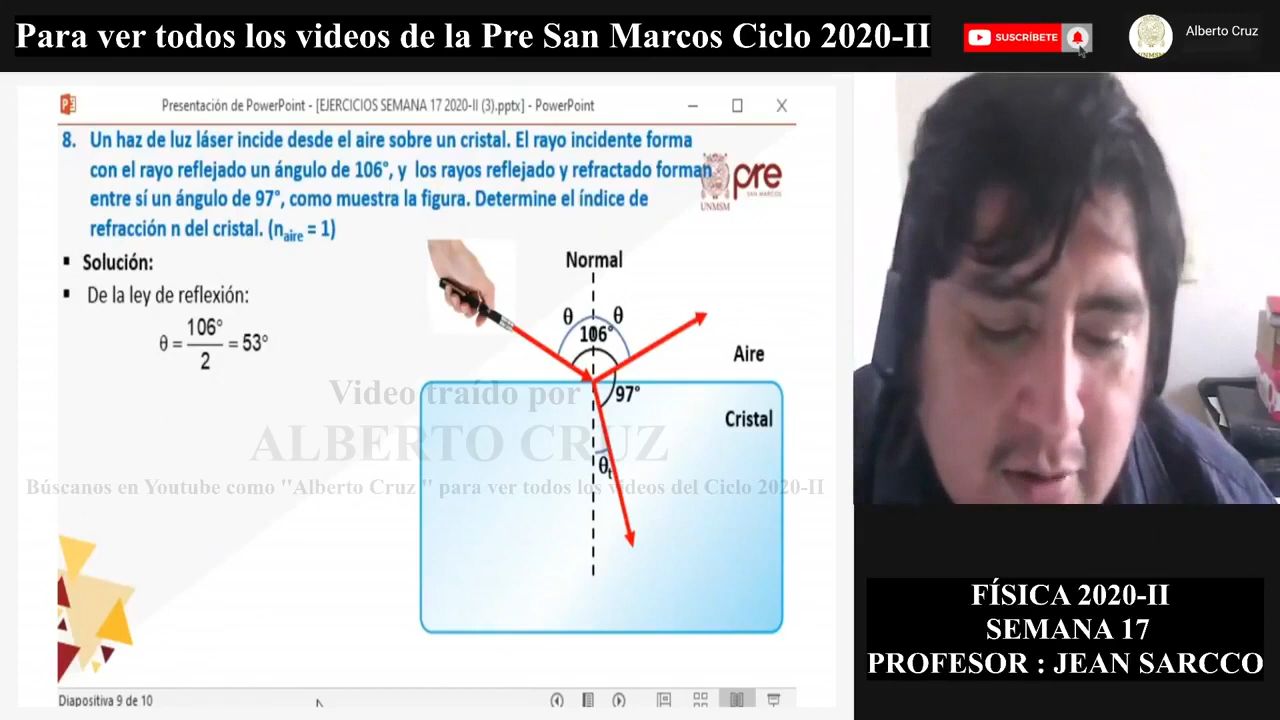 Para ver todos los videos de la Pre San Marcos Ciclo 2020-II
SUSCRÍBETE
Alberto Cruz
UNMSM
Presentación de PowerPoint - [EJERCICIOS SEMANA 17 2020-II (3).pptx] - PowerPoint
8. Un haz de luz láser incide desde el aire sobre un cristal. El rayo incidente forma
con el rayo reflejado un ángulo de 106°, y los rayos reflejado y refractado forman
entre sí un ángulo de 97°, como muestra la figura. Determine el índice de
refracción n del cristal. (naire = 1)
pre
SAN MARCOS
UNMSM
▪ Solución:
▪ De la ley de reflexión:
θ = 106°/2 = 53°
Normal
θ θ
106°
Aire
97°
Cristal
θt
Video traído por
ALBERTO CRUZ
Búscanos en Youtube como "Alberto Cruz " para ver todos los videos del Ciclo 2020-II
FÍSICA 2020-II
SEMANA 17
PROFESOR : JEAN SARCCO
Diapositiva 9 de 10